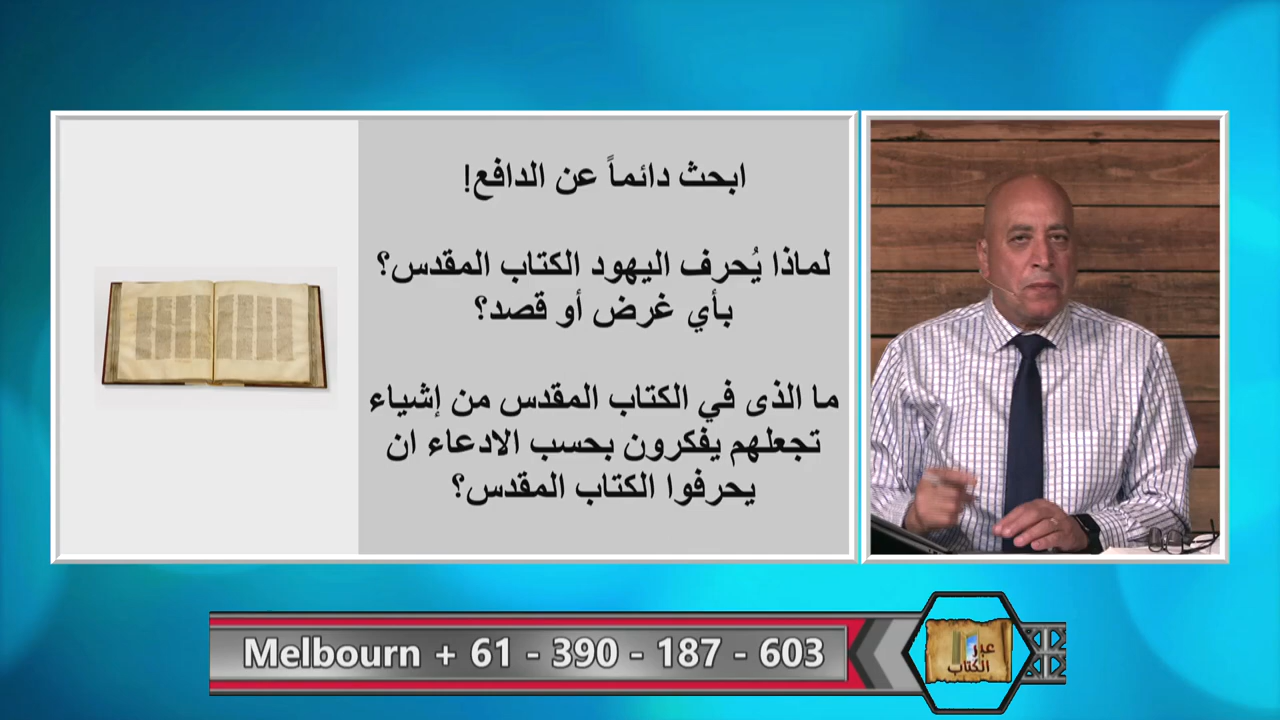 ابحث دائماً عن الدافع!
لماذا يُحرف اليهود الكتاب المقدس؟
بأي غرض أو قصد؟
ما الذى في الكتاب المقدس من إشياء
تجعلهم يفكرون بحسب الادعاء ان
يحرفوا الكتاب المقدس؟
Melbourn + 61 - 390 - 187 - 603
عبر
الكتاب